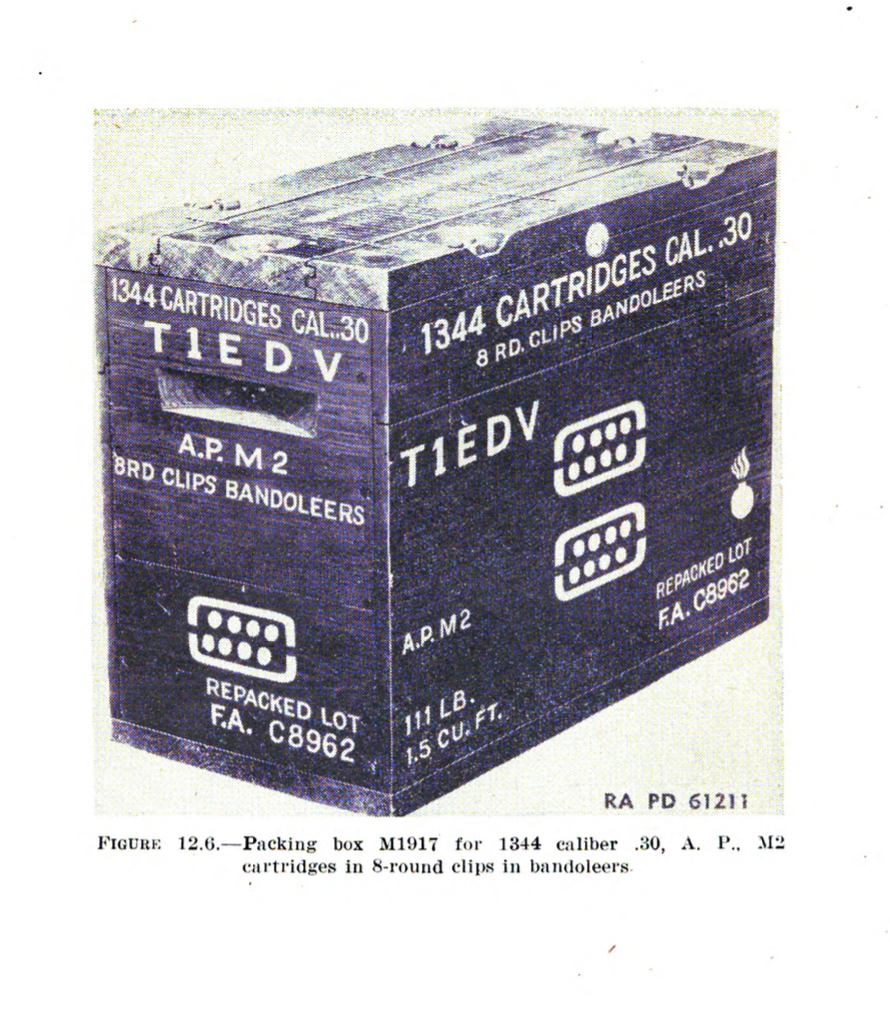 1344 CARTRIDGES CAL..30
T1EDV
A.P. M2
8RD CLIPS BANDOLEERS
REPACKED LOT
F.A. C8962
1344 CARTRIDGES CAL. .30
8 RD. CLIPS BANDOLEERS
T1EDV
A.P. M2
111 LB.
1.5 CU. FT.
REPACKED LOT
F.A. C8962
RA PD 61211
FIGURE 12.6.—Packing box M1917 for 1344 caliber .30, A. P., M2
cartridges in 8-round clips in bandoleers.